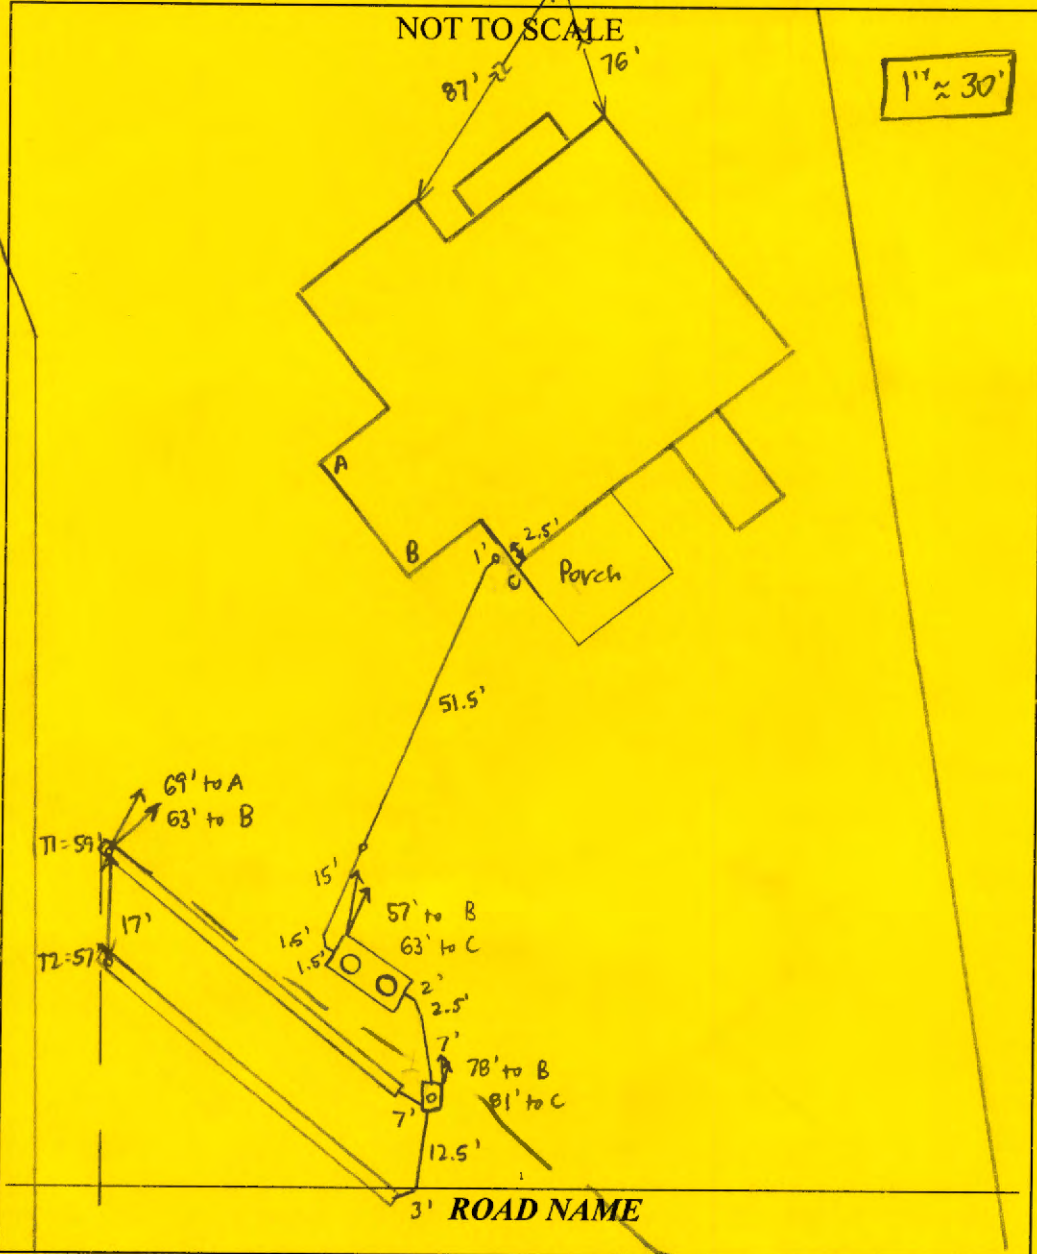 NOT TO SCALE
87'
76'
1" ≈ 30'
A
B
1'
2.5'
C
Porch
51.5'
69' to A
63' to B
T1=59'
17'
T2=57'
15'
57' to B
63' to C
1.5'
1.5'
2'
2.5'
7'
78' to B
81' to C
7'
12.5'
1
3'
ROAD NAME